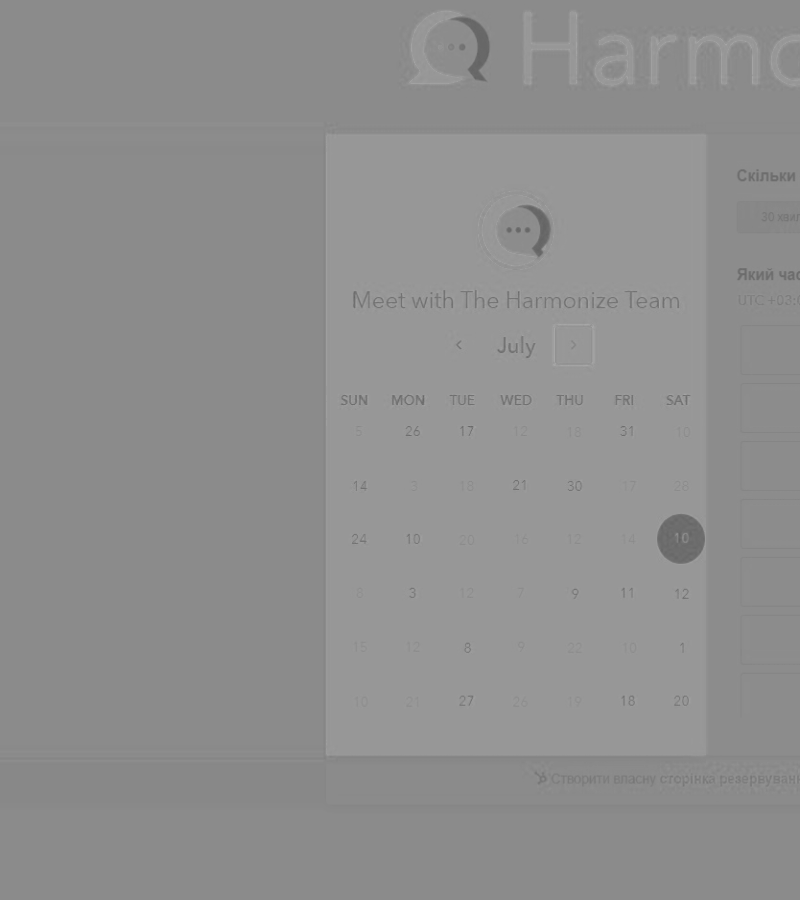 Harmo
Meet with The Harmonize Team
July
SUN MON TUE WED THU FRI SAT
5 26 17 12 18 31 10
14 3 18 21 30 17 28
24 10 20 16 12 14 10
8 3 12 7 9 11 12
15 12 8 9 22 10 1
10 21 27 26 19 18 20
Скільки
30 хвил
Який час
UTC +03:0
Створити власну сторінку резервуван